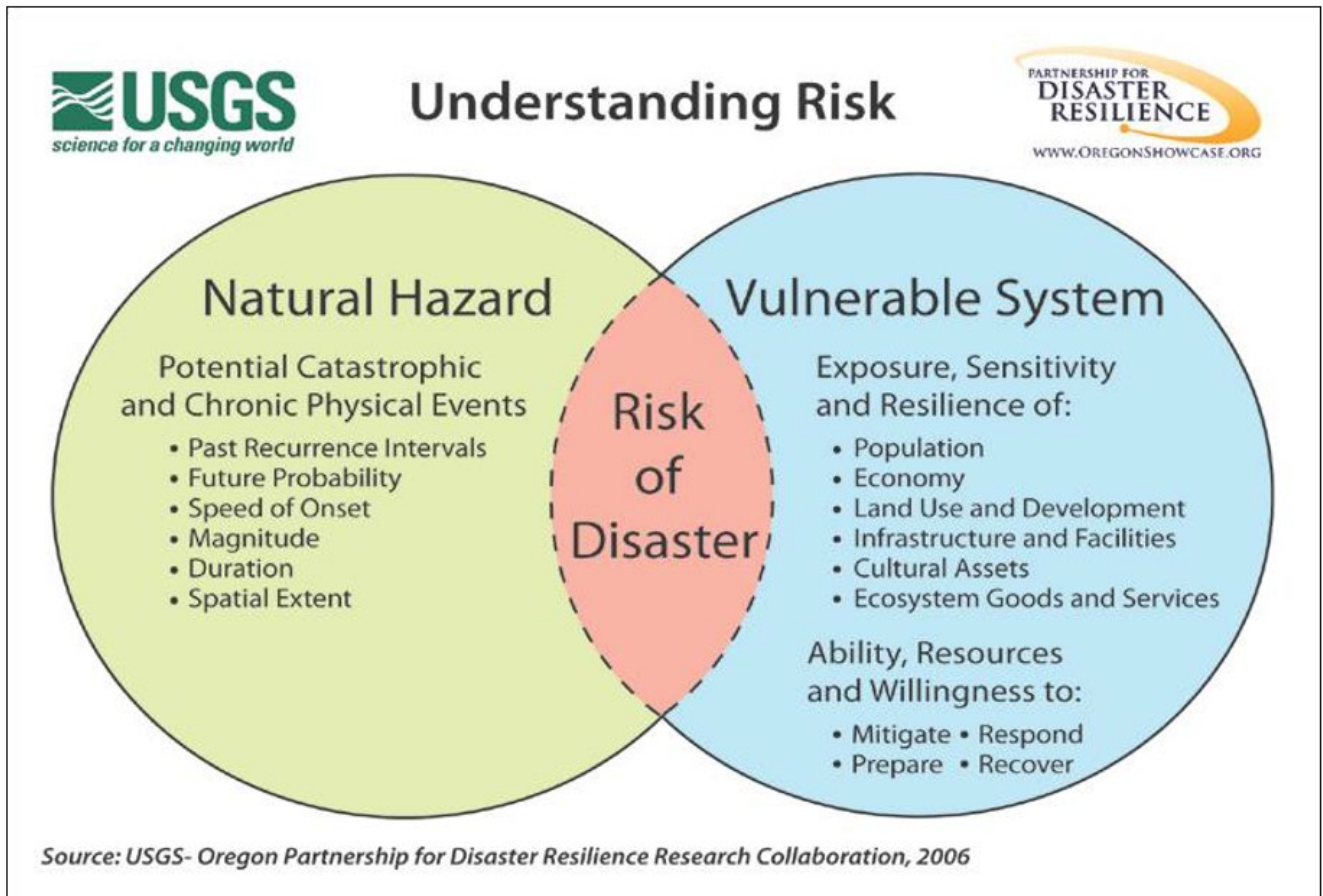 USGS
science for a changing world
Understanding Risk
PARTNERSHIP FOR
DISASTER
RESILIENCE
WWW.OREGONSHOWCASE.ORG
Natural Hazard
Potential Catastrophic
and Chronic Physical Events
• Past Recurrence Intervals
• Future Probability
• Speed of Onset
• Magnitude
• Duration
• Spatial Extent
Risk
of
Disaster
Vulnerable System
Exposure, Sensitivity
and Resilience of:
• Population
• Economy
• Land Use and Development
• Infrastructure and Facilities
• Cultural Assets
• Ecosystem Goods and Services
Ability, Resources
and Willingness to:
• Mitigate • Respond
• Prepare • Recover
Source: USGS- Oregon Partnership for Disaster Resilience Research Collaboration, 2006